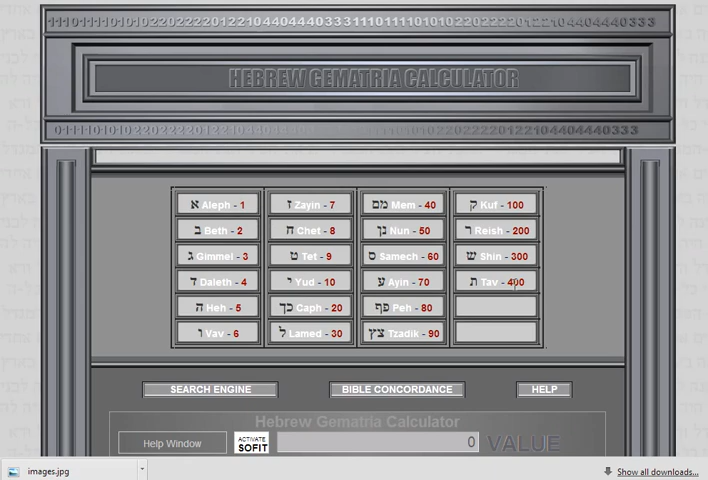 HEBREW GEMATRIA CALCULATOR
א Aleph - 1
ז Zayin - 7
מם Mem - 40
ק Kuf - 100
ב Beth - 2
ח Chet - 8
נן Nun - 50
ר Reish - 200
ג Gimmel - 3
ט Tet - 9
ס Samech - 60
ש Shin - 300
ד Daleth - 4
י Yud - 10
ע Ayin - 70
ת Tav - 400
ה Heh - 5
כך Caph - 20
פף Peh - 80
ו Vav - 6
ל Lamed - 30
צץ Tzadik - 90
SEARCH ENGINE
BIBLE CONCORDANCE
HELP
Hebrew Gematria Calculator
Help Window
ACTIVATE
SOFIT
0
VALUE
images.jpg
Show all downloads...